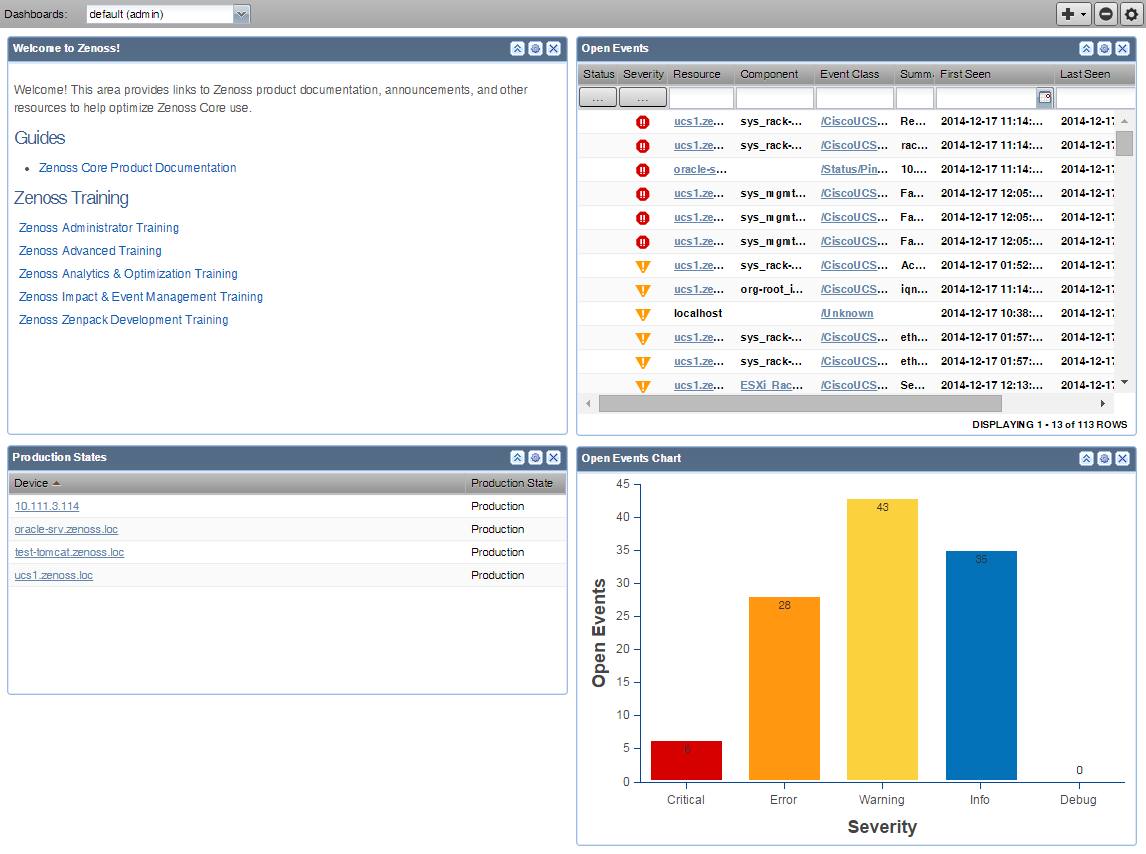 Dashboards: default (admin)
Welcome to Zenoss!
Welcome! This area provides links to Zenoss product documentation, announcements, and other
resources to help optimize Zenoss Core use.
Guides
Zenoss Core Product Documentation
Zenoss Training
Zenoss Administrator Training
Zenoss Advanced Training
Zenoss Analytics & Optimization Training
Zenoss Impact & Event Management Training
Zenoss Zenpack Development Training
Open Events
Status Severity Resource Component Event Class Summ First Seen Last Seen
... ...
ucs1.ze... sys_rack-... /CiscoUCS... Re... 2014-12-17 11:14:... 2014-12-17
ucs1.ze... sys_rack-... /CiscoUCS... rac... 2014-12-17 11:14:... 2014-12-17
oracle-s... /Status/Pin... 10.... 2014-12-17 11:14:... 2014-12-17
ucs1.ze... sys_mgmt... /CiscoUCS... Fa... 2014-12-17 12:05:... 2014-12-17
ucs1.ze... sys_mgmt... /CiscoUCS... Fa... 2014-12-17 12:05:... 2014-12-17
ucs1.ze... sys_mgmt... /CiscoUCS... Fa... 2014-12-17 12:05:... 2014-12-17
ucs1.ze... sys_rack-... /CiscoUCS... Ac... 2014-12-17 01:52:... 2014-12-17
ucs1.ze... org-root_i... /CiscoUCS... iqn... 2014-12-17 11:14:... 2014-12-17
localhost /Unknown 2014-12-17 10:38:... 2014-12-17
ucs1.ze... sys_rack-... /CiscoUCS... eth... 2014-12-17 01:57:... 2014-12-17
ucs1.ze... sys_rack-... /CiscoUCS... eth... 2014-12-17 01:57:... 2014-12-17
ucs1.ze... ESXi_Rac... /CiscoUCS... Se... 2014-12-17 12:13:... 2014-12-17
DISPLAYING 1 - 13 of 113 ROWS
Production States
Device Production State
10.111.3.114 Production
oracle-srv.zenoss.loc Production
test-tomcat.zenoss.loc Production
ucs1.zenoss.loc Production
Open Events Chart
Open Events
45
40
35
30
25
20
15
10
5
0
6
28
43
35
0
Critical Error Warning Info Debug
Severity